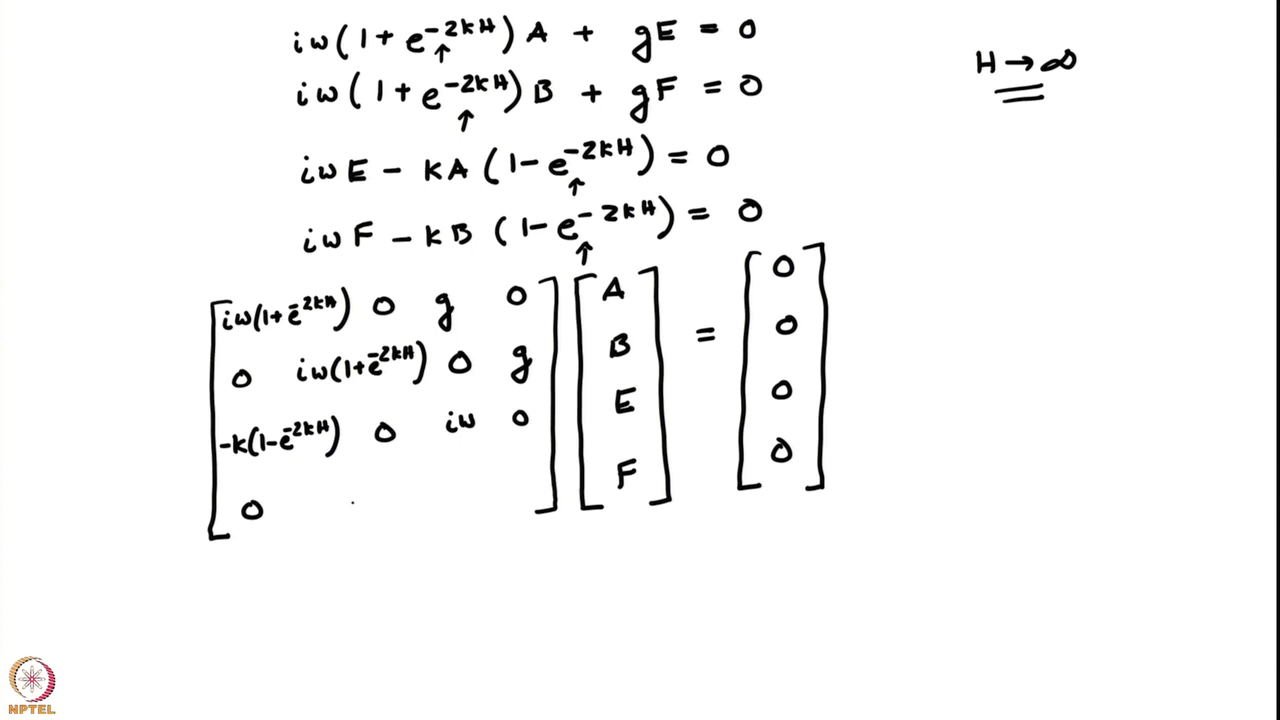 iω(1 + e^{-2kH})A + gE = 0
H → ∞
iω(1 + e^{-2kH})B + gF = 0
iωE - kA(1 - e^{-2kH}) = 0
iωF - kB(1 - e^{-2kH}) = 0
[iω(1+e^{-2kH}) 0 g 0] [A] = [0]
[0 iω(1+e^{-2kH}) 0 g] [B] [0]
[-k(1-e^{-2kH}) 0 iω 0] [E] [0]
[0 ] [F] [0]
NPTEL